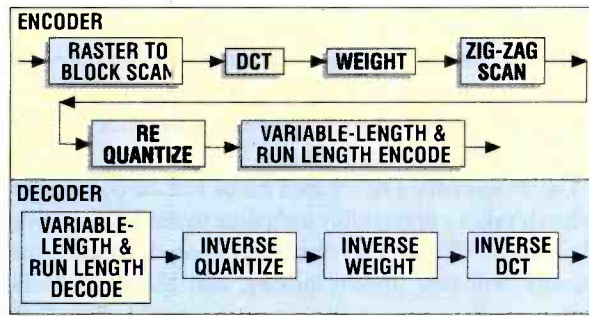 ENCODER
RASTER TO
BLOCK SCAN
DCT
WEIGHT
ZIG-ZAG
SCAN
RE
QUANTIZE
VARIABLE-LENGTH &
RUN LENGTH ENCODE
DECODER
VARIABLE-
LENGTH &
RUN LENGTH
DECODE
INVERSE
QUANTIZE
INVERSE
WEIGHT
INVERSE
DCT